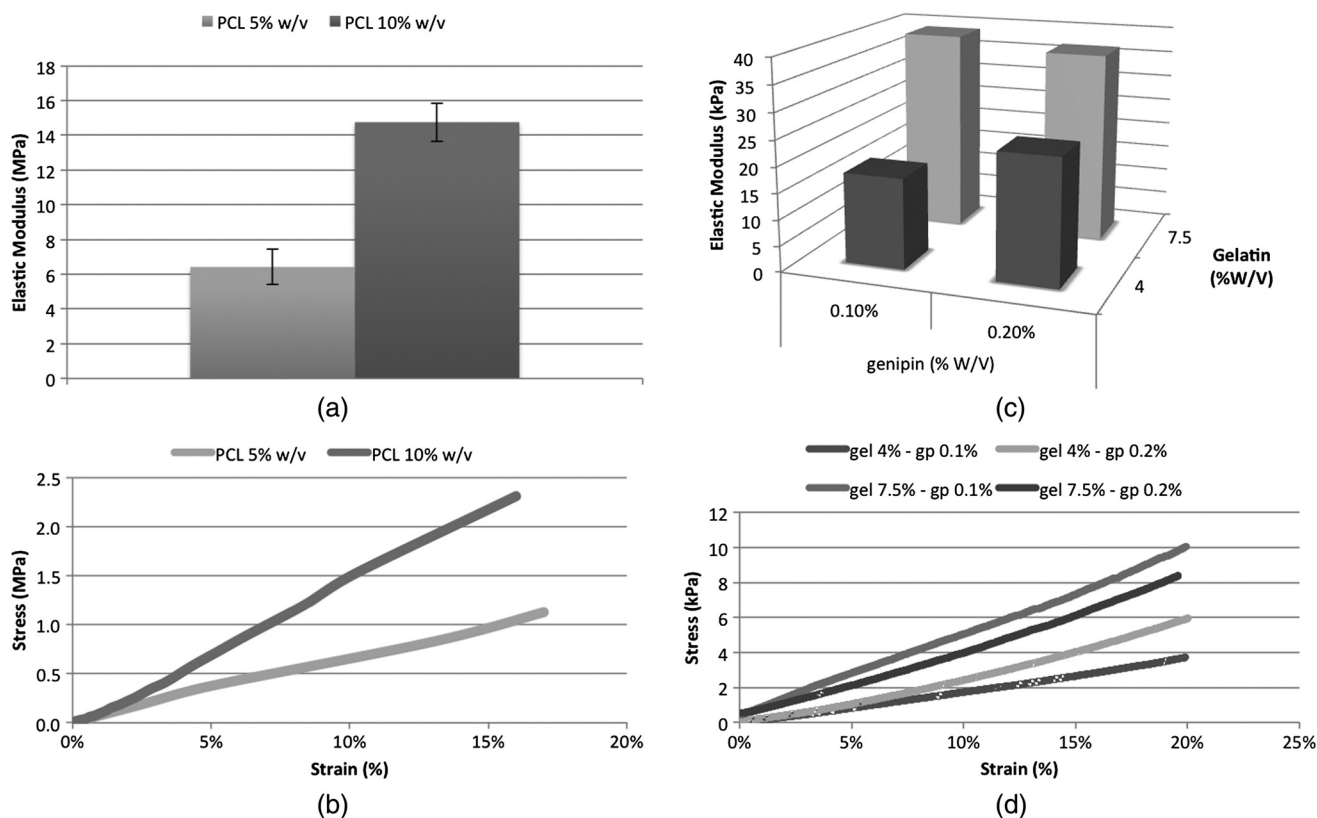 PCL 5% w/v PCL 10% w/v
18
16
14
12
10
8
6
4
2
0
Elastic Modulus (MPa)
(a)
40
35
30
25
20
15
10
5
0
Elastic Modulus (kPa)
0.10%
0.20%
genipin (% W/V)
4
7.5
Gelatin
(%W/V)
(c)
PCL 5% w/v PCL 10% w/v
2.5
2.0
1.5
1.0
0.5
0.0
Stress (MPa)
0% 5% 10% 15% 20%
Strain (%)
(b)
gel 4% - gp 0.1% gel 4% - gp 0.2%
gel 7.5% - gp 0.1% gel 7.5% - gp 0.2%
12
10
8
6
4
2
0
Stress (kPa)
0% 5% 10% 15% 20% 25%
Strain (%)
(d)